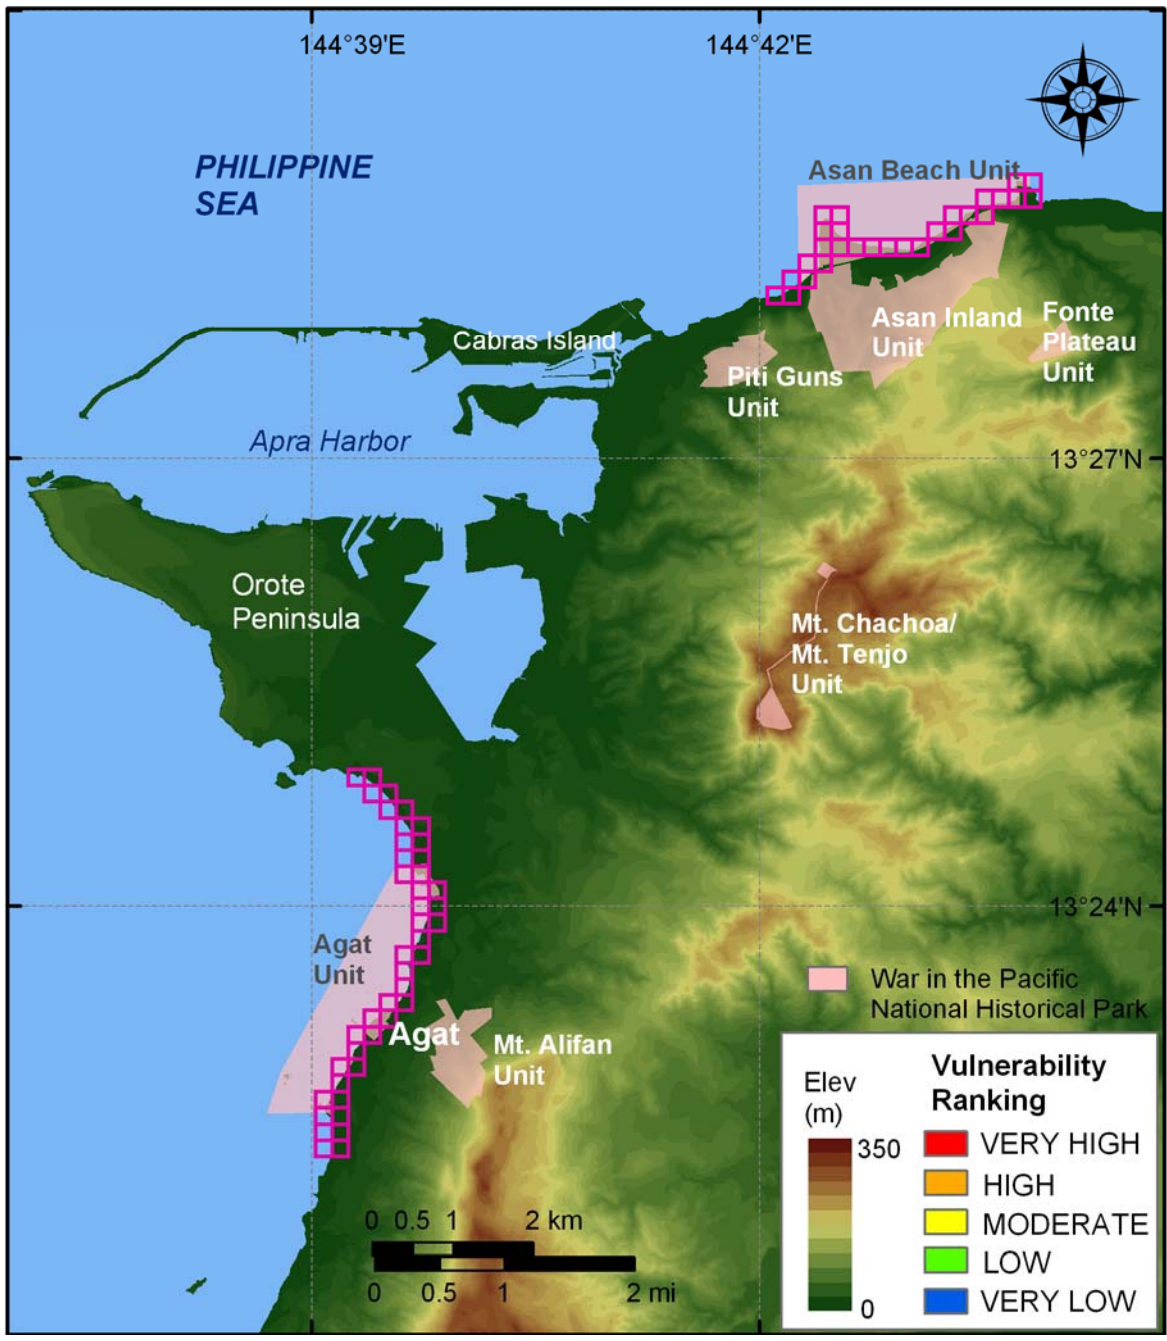 144°39'E
144°42'E
PHILIPPINE
SEA
Asan Beach Unit
Cabras Island
Asan Inland
Unit
Fonte
Plateau
Unit
Piti Guns
Unit
Apra Harbor
13°27'N
Orote
Peninsula
Mt. Chachoa/
Mt. Tenjo
Unit
13°24'N
Agat
Unit
War in the Pacific
National Historical Park
Agat
Mt. Alifan
Unit
Elev
(m)
350
0
Vulnerability
Ranking
VERY HIGH
HIGH
MODERATE
LOW
VERY LOW
0 0.5 1 2 km
0 0.5 1 2 mi